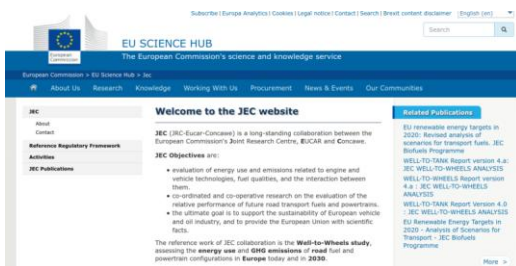 Subscribe | Europa Analytics | Cookies | Legal notice | Contact | Search | Brexit content disclaimer English (en)
Search
European
Commission
EU SCIENCE HUB
The European Commission's science and knowledge service
European Commission > EU Science Hub > Jec
About Us Research Knowledge Working With Us Procurement News & Events Our Communities
JEC
About
Contact
Reference Regulatory Framework
Activities
JEC Publications
Welcome to the JEC website
JEC (JRC-Eucar-Concawe) is a long-standing collaboration between the
European Commission's Joint Research Centre, EUCAR and Concawe.
JEC Objectives are:
• evaluation of energy use and emissions related to engine and
vehicle technologies, fuel qualities, and the interaction between
them.
• co-ordinated and co-operative research on the evaluation of the
relative performance of future road transport fuels and powertrains.
• the ultimate goal is to support the sustainability of European vehicle
and oil industry, and to provide the European Union with scientific
facts.
The reference work of JEC collaboration is the Well-to-Wheels study,
assessing the energy use and GHG emissions of road fuel and
powertrain configurations in Europe today and in 2030.
Related Publications
EU renewable energy targets in
2020: Revised analysis of
scenarios for transport fuels. JEC
Biofuels Programme
WELL-TO-TANK Report version 4.a:
JEC WELL-TO-WHEELS ANALYSIS
WELL-TO-WHEELS Report version
4.a : JEC WELL-TO-WHEELS
ANALYSIS
WELL-TO-TANK Report version 4.0
: JEC WELL-TO-WHEELS ANALYSIS
EU Renewable Energy Targets in
2020 - Analysis of Scenarios for
Transport - JEC Biofuels
Programme
More >